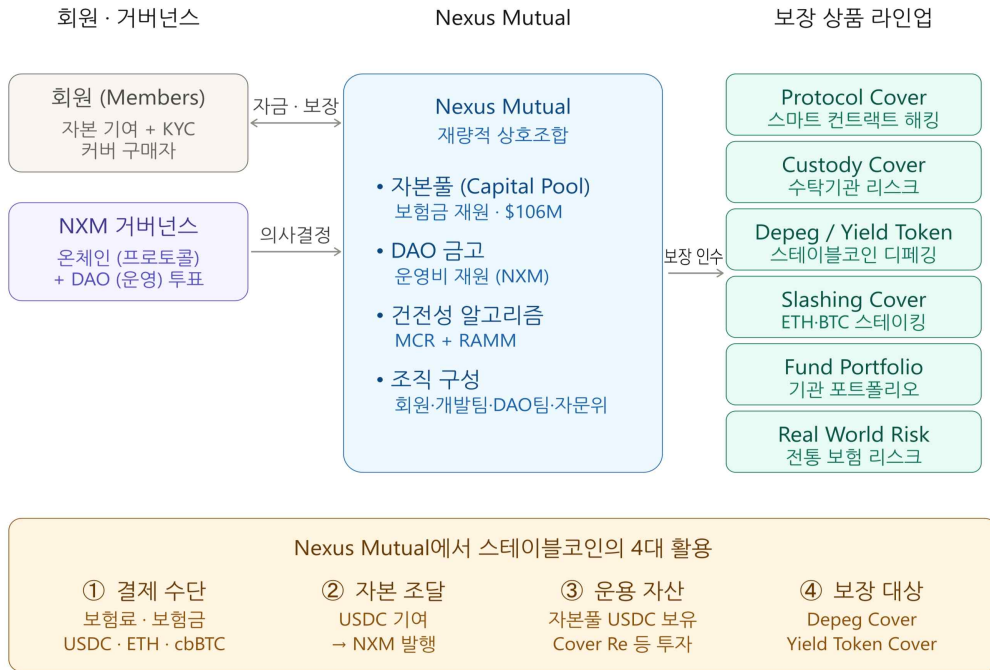 회원 · 거버넌스
Nexus Mutual
보장 상품 라인업
회원 (Members)
자본 기여 + KYC
커버 구매자
자금 · 보장
NXM 거버넌스
온체인 (프로토콜)
+ DAO (운영) 투표
의사결정
Nexus Mutual
재량적 상호조합
• 자본풀 (Capital Pool)
보험금 재원 · $106M
• DAO 금고
운영비 재원 (NXM)
• 건전성 알고리즘
MCR + RAMM
• 조직 구성
회원·개발팀·DAO팀·자문위
보장 인수
Protocol Cover
스마트 컨트랙트 해킹
Custody Cover
수탁기관 리스크
Depeg / Yield Token
스테이블코인 디페깅
Slashing Cover
ETH·BTC 스테이킹
Fund Portfolio
기관 포트폴리오
Real World Risk
전통 보험 리스크
Nexus Mutual에서 스테이블코인의 4대 활용
① 결제 수단
보험료 · 보험금
USDC · ETH · cbBTC
② 자본 조달
USDC 기여
→ NXM 발행
③ 운용 자산
자본풀 USDC 보유
Cover Re 등 투자
④ 보장 대상
Depeg Cover
Yield Token Cover